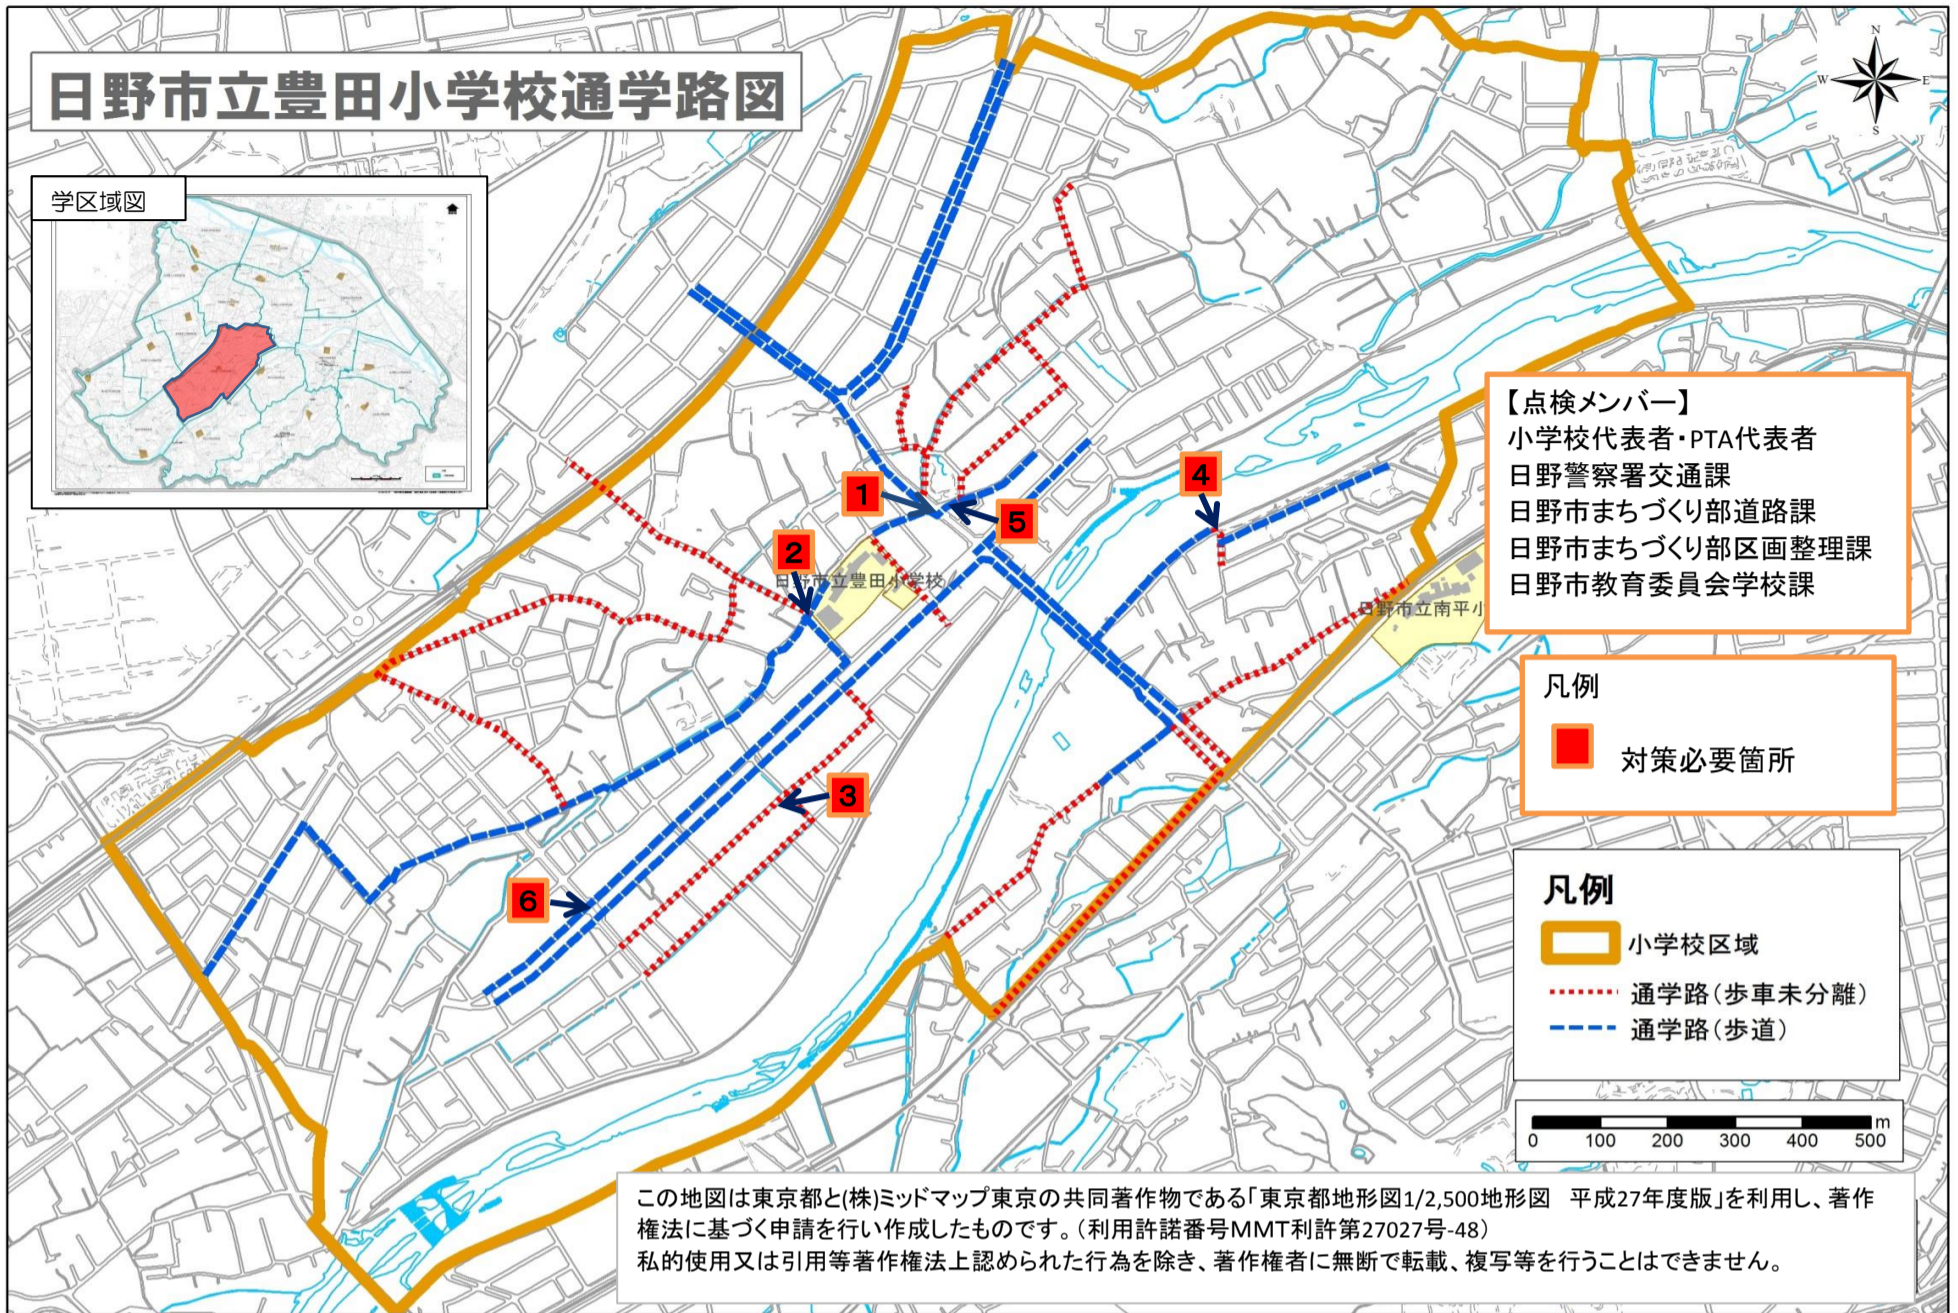 日野市立豊田小学校通学路図
N
W
E
S
学区域図
【点検メンバー】
小学校代表者・PTA代表者
日野警察署交通課
日野市まちづくり部道路課
日野市まちづくり部区画整理課
日野市教育委員会学校課
1
2
3
4
5
6
日野市立豊田小学校
日野市立南平小
凡例
対策必要箇所
凡例
小学校区域
通学路(歩車未分離)
通学路(歩道)
m
0 100 200 300 400 500
この地図は東京都と(株)ミッドマップ東京の共同著作物である「東京都地形図1/2,500地形図　平成27年度版」を利用し、著作
権法に基づく申請を行い作成したものです。(利用許諾番号MMT利許第27027号-48)
私的使用又は引用等著作権法上認められた行為を除き、著作権者に無断で転載、複写等を行うことはできません。